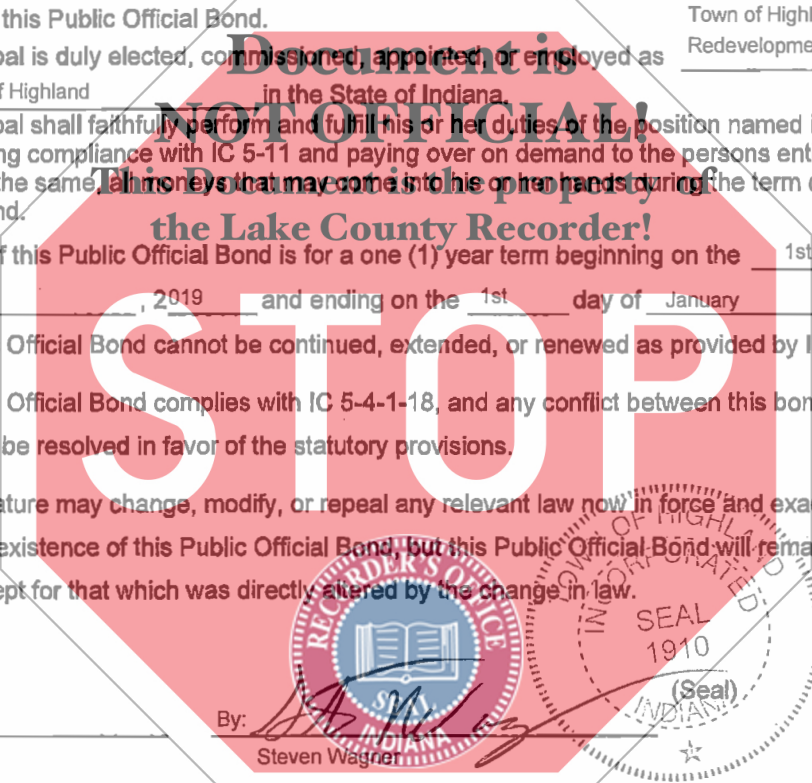 this Public Official Bond.
Town of Highl
pal is duly elected, commissioned, appointed, or employed as
Redevelopme
f Highland
in the State of Indiana.
Document is
NOT OFFICIAL!
This Document is the property of
the Lake County Recorder!
pal shall faithfully perform and fulfill his or her duties of the position named i
ng compliance with IC 5-11 and paying over on demand to the persons ent
the same, all moneys that may come into his or her hands during the term
nd.
f this Public Official Bond is for a one (1) year term beginning on the 1st
, 2019 and ending on the 1st day of January
STOP
Official Bond cannot be continued, extended, or renewed as provided by
Official Bond complies with IC 5-4-1-18, and any conflict between this bon
be resolved in favor of the statutory provisions.
ature may change, modify, or repeal any relevant law now in force and exa
existence of this Public Official Bond, but this Public Official Bond will rema
ept for that which was directly altered by the change in law.
RECORDER'S OFFICE
SEAL
INDIANA
TOWN OF HIGHLAND
INCORPORATED
SEAL
1910
(Seal)
INDIANA
By:
Steven Wagner